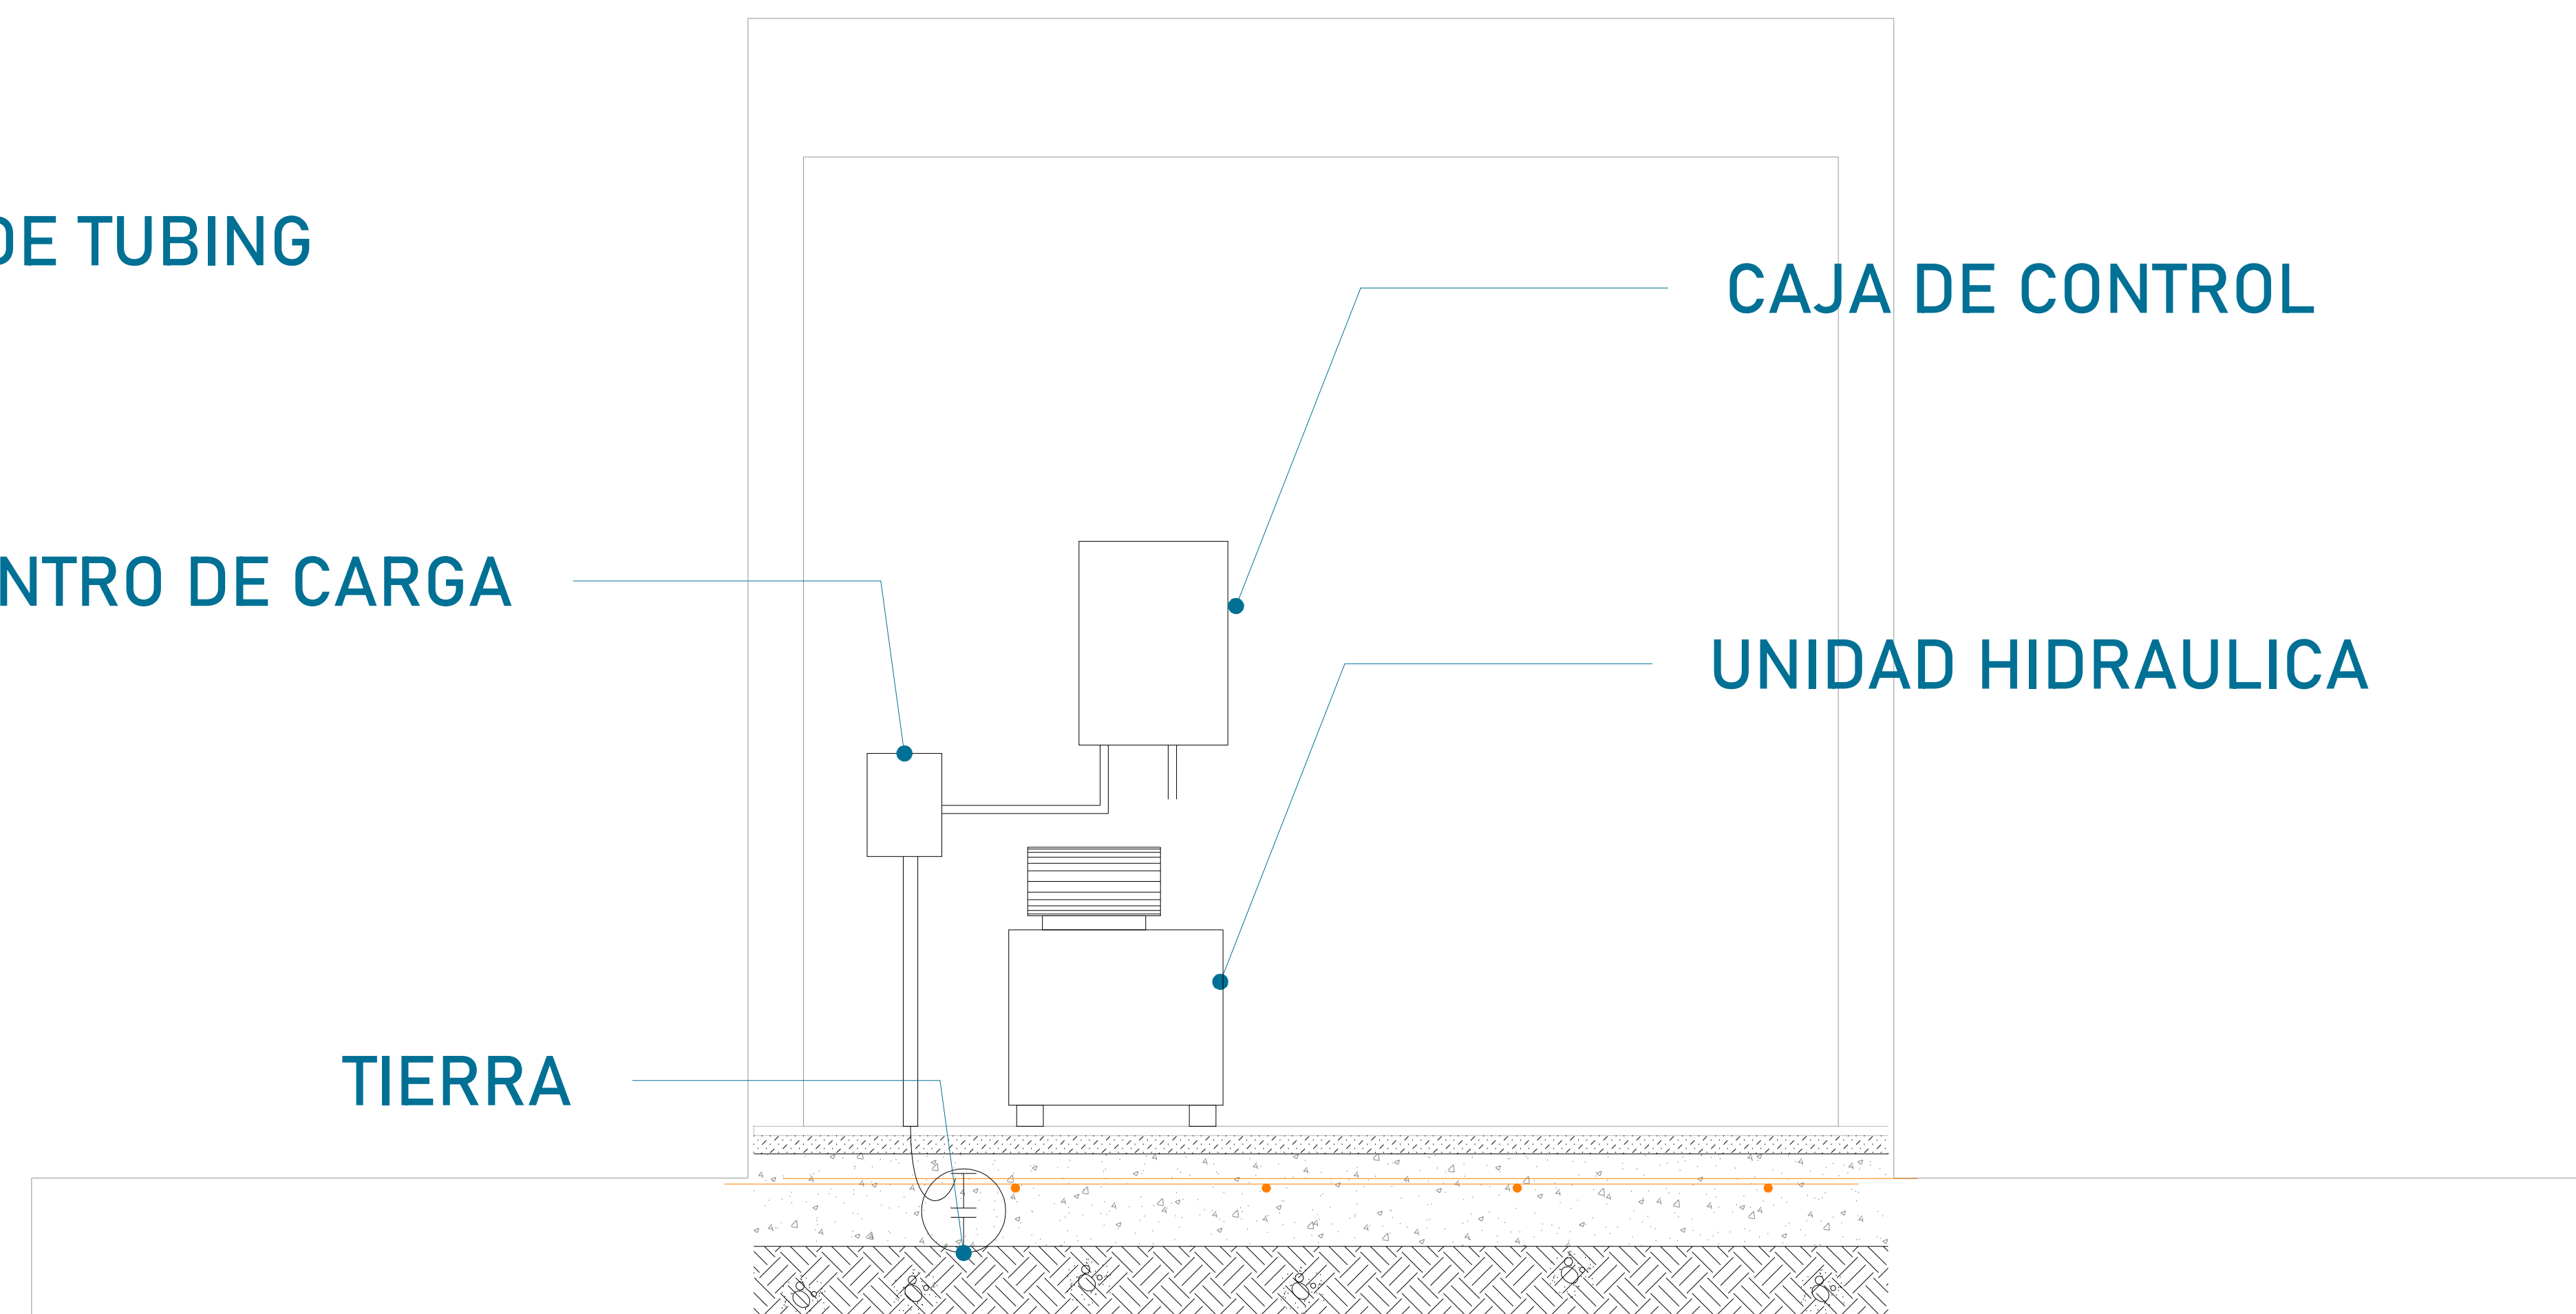 DE TUBING
CAJA DE CONTROL
NTRO DE CARGA
UNIDAD HIDRAULICA
TIERRA